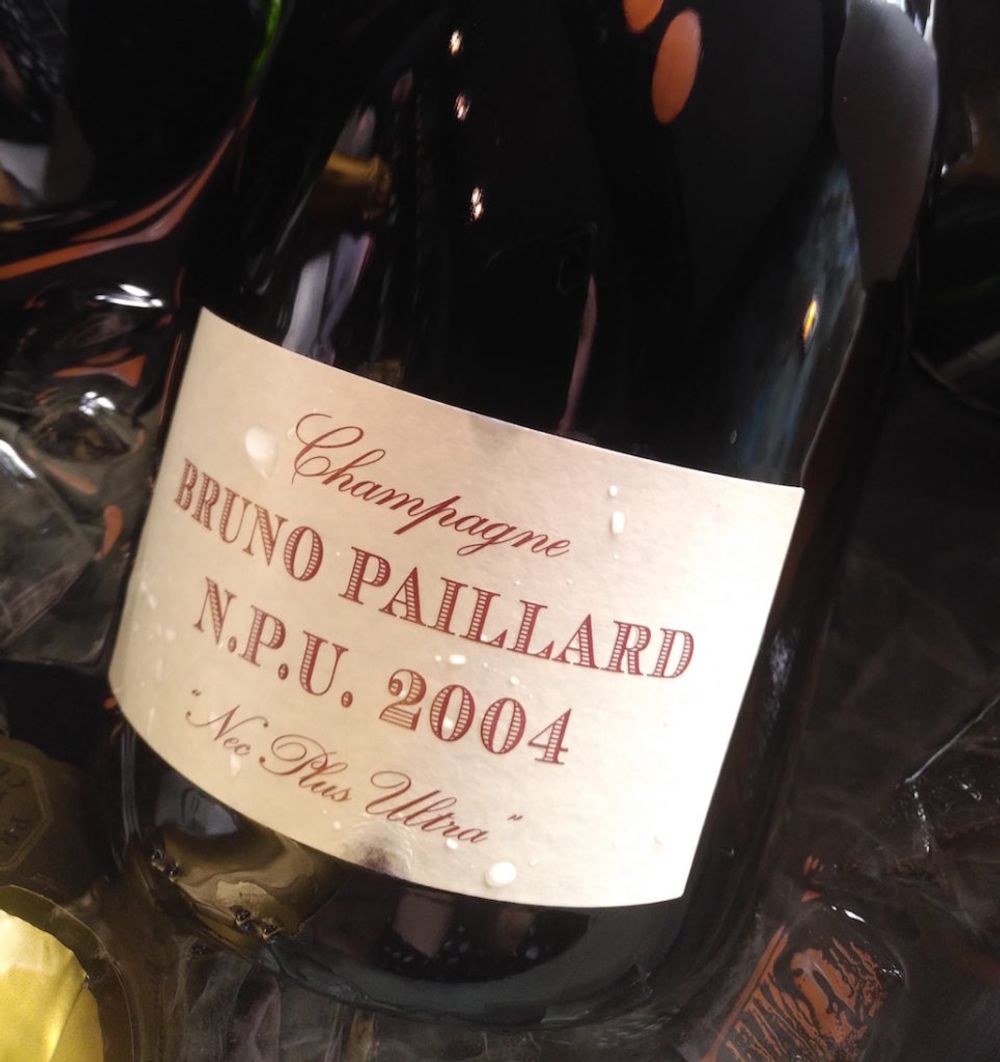 Champagne
BRUNO PAILLARD
N.P.U. 2004
"Nec Plus Ultra"